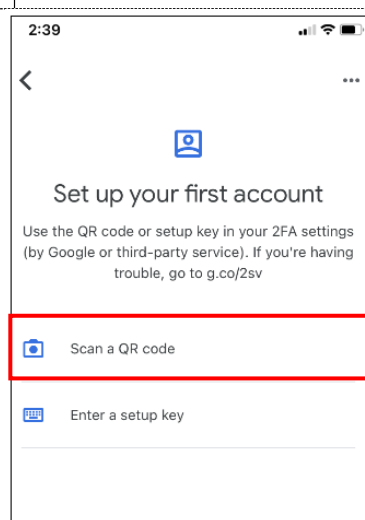 2:39
Set up your first account
Use the QR code or setup key in your 2FA settings
(by Google or third-party service). If you're having
trouble, go to g.co/2sv
Scan a QR code
Enter a setup key